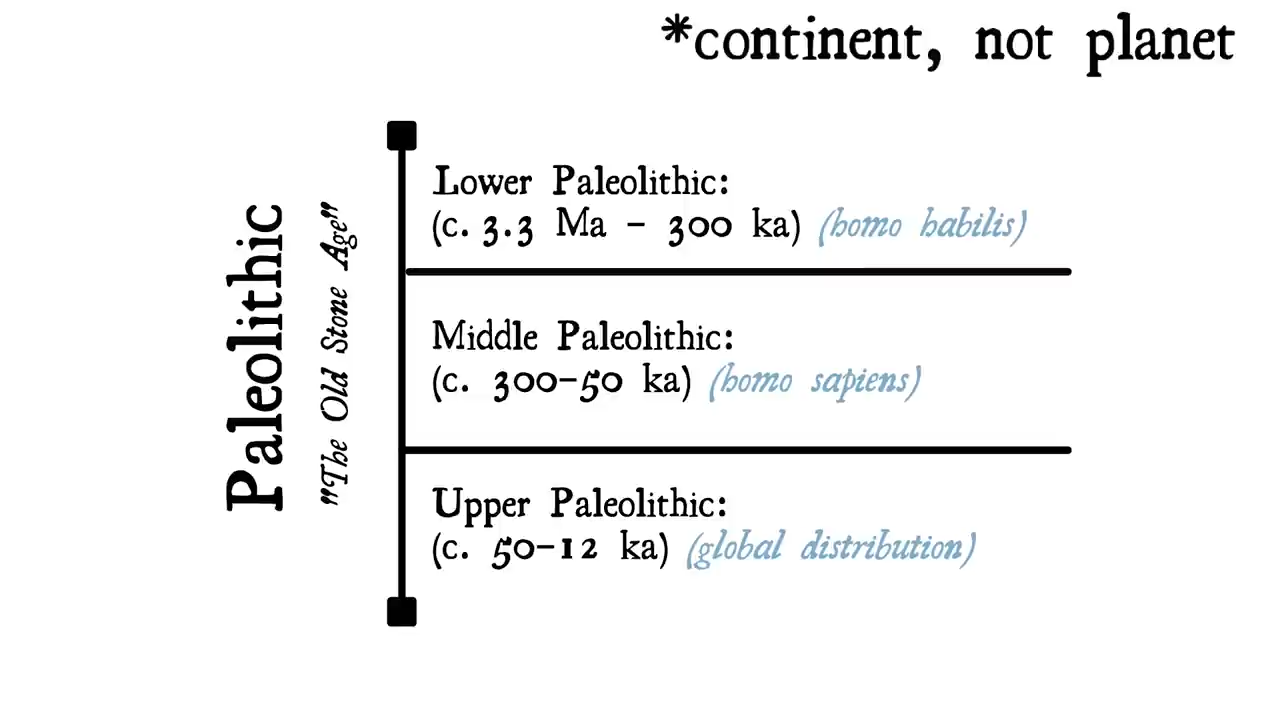 *continent, not planet
Paleolithic
"The Old Stone Age"
Lower Paleolithic:
(c. 3.3 Ma – 300 ka) (homo habilis)
Middle Paleolithic:
(c. 300–50 ka) (homo sapiens)
Upper Paleolithic:
(c. 50–12 ka) (global distribution)